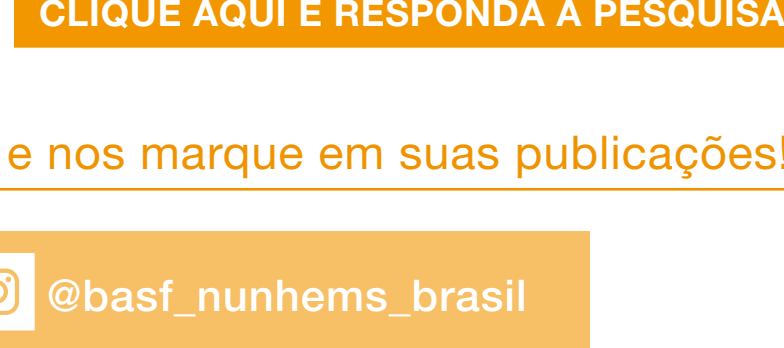 CLIQUE AQUI E RESPONDA A PESQUISA
e nos marque em suas publicações!
@basf_nunhems_brasil